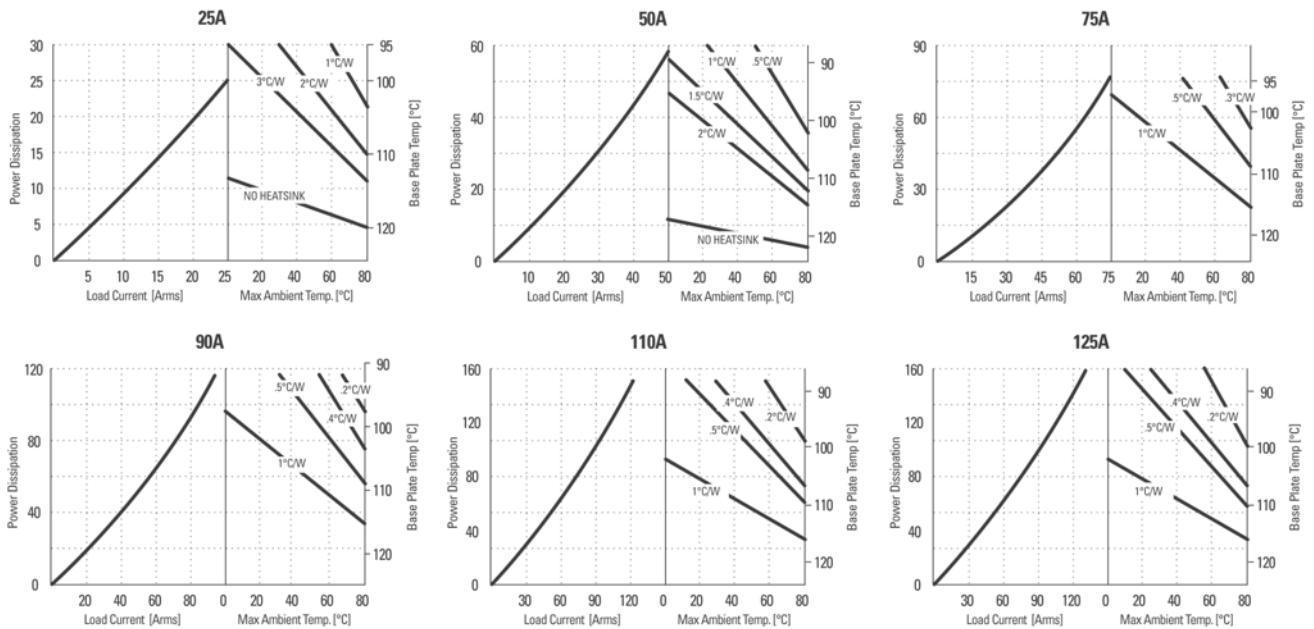 25A
30
25
20
15
10
5
0
Power Dissipation
3°C/W
2°C/W
1°C/W
NO HEATSINK
95
100
110
120
Base Plate Temp [°C]
5 10 15 20 25 20 40 60 80
Load Current [Arms] Max Ambient Temp. [°C]
50A
60
40
20
0
Power Dissipation
1°C/W
.5°C/W
1.5°C/W
2°C/W
NO HEATSINK
90
100
110
120
Base Plate Temp [°C]
10 20 30 40 50 20 40 60 80
Load Current [Arms] Max Ambient Temp. [°C]
75A
90
60
30
0
Power Dissipation
.5°C/W
.3°C/W
1°C/W
95
100
110
120
Base Plate Temp [°C]
15 30 45 60 75 20 40 60 80
Load Current [Arms] Max Ambient Temp. [°C]
90A
120
80
40
0
Power Dissipation
.5°C/W
.2°C/W
.4°C/W
1°C/W
90
100
110
120
Base Plate Temp [°C]
20 40 60 80 0 20 40 60 80
Load Current [Arms] Max Ambient Temp. [°C]
110A
160
120
80
40
0
Power Dissipation
.4°C/W
.2°C/W
.5°C/W
1°C/W
90
100
110
120
Base Plate Temp [°C]
30 60 90 120 0 20 40 60 80
Load Current [Arms] Max Ambient Temp. [°C]
125A
160
120
80
40
0
Power Dissipation
.4°C/W
.2°C/W
.5°C/W
1°C/W
90
100
110
120
Base Plate Temp [°C]
30 60 90 120 0 20 40 60 80
Load Current [Arms] Max Ambient Temp. [°C]